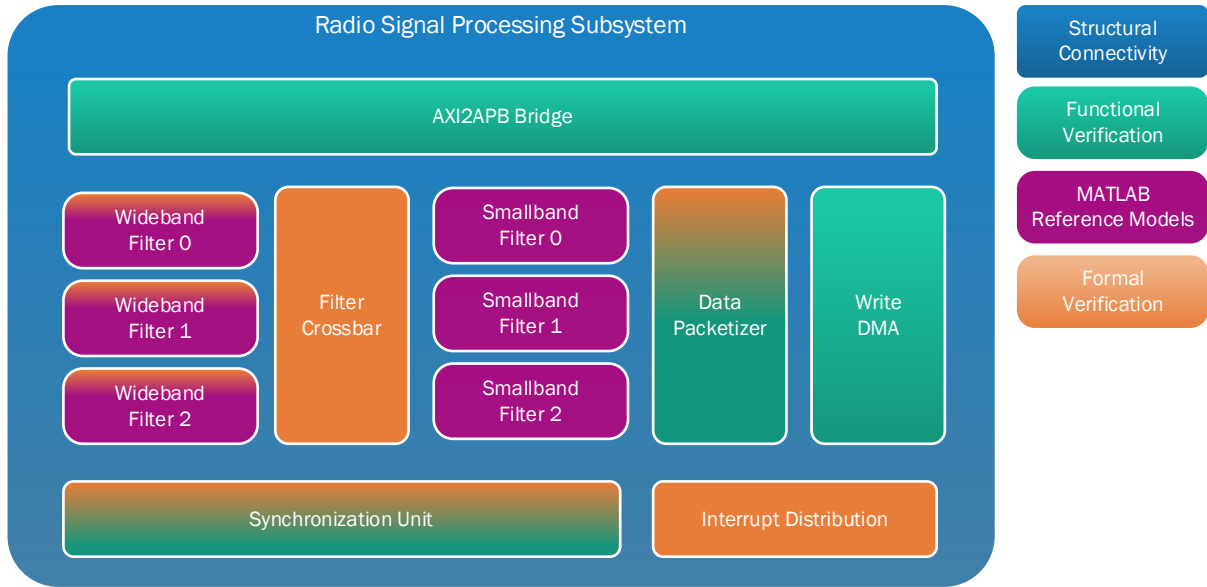 Radio Signal Processing Subsystem
AXI2APB Bridge
Wideband
Filter 0
Wideband
Filter 1
Wideband
Filter 2
Filter
Crossbar
Smallband
Filter 0
Smallband
Filter 1
Smallband
Filter 2
Data
Packetizer
Write
DMA
Synchronization Unit
Interrupt Distribution
Structural
Connectivity
Functional
Verification
MATLAB
Reference Models
Formal
Verification